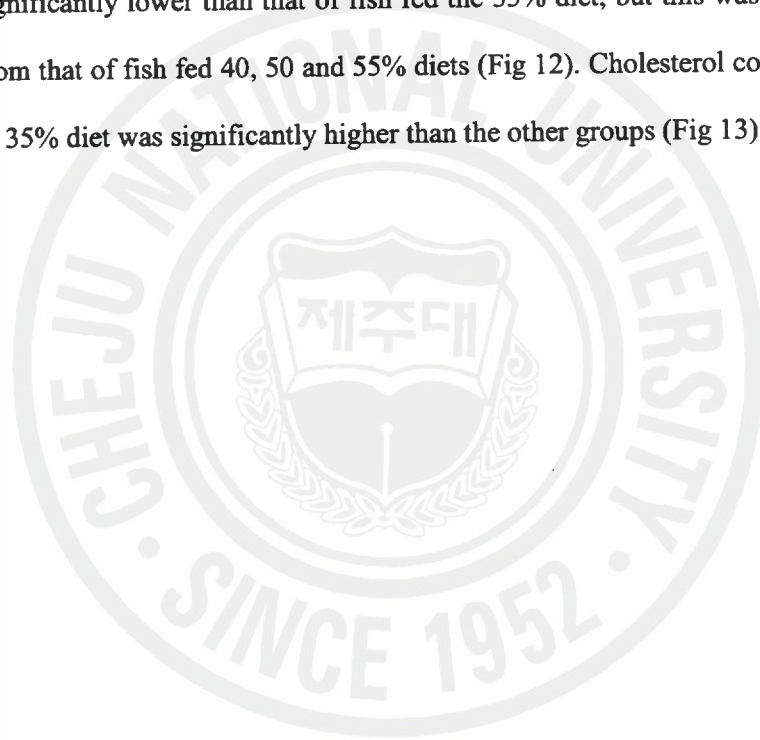 gnificantly lower than that of fish fed the 35% diet, but this was
om that of fish fed 40, 50 and 55% diets (Fig 12). Cholesterol co
35% diet was significantly higher than the other groups (Fig 13)
CHEJU NATIONAL UNIVERSITY
제주대
SINCE 1952